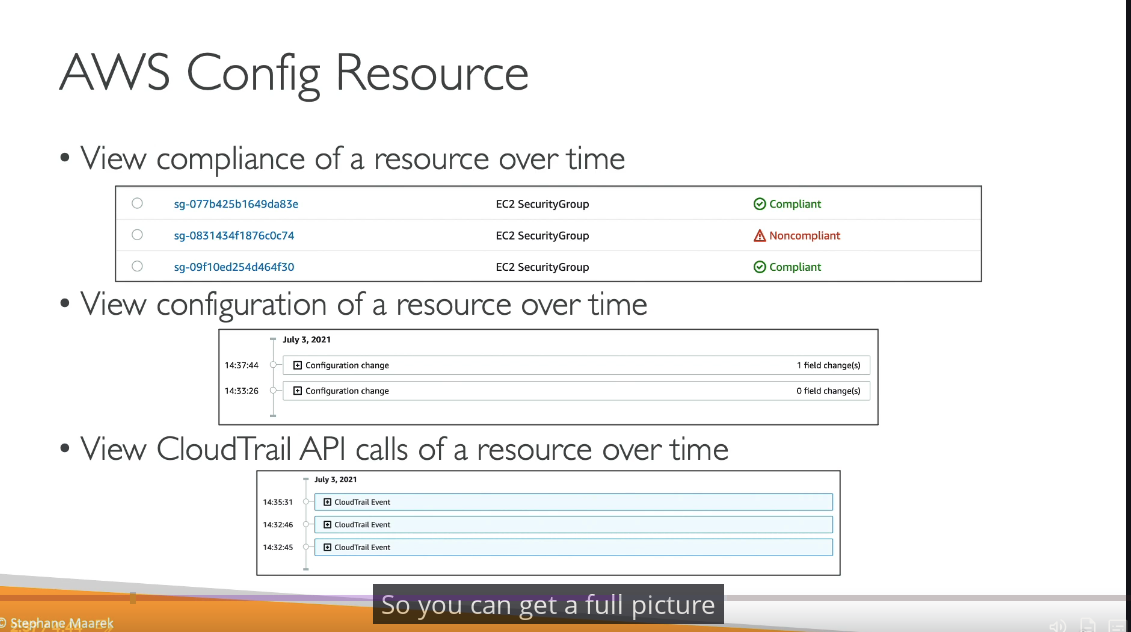 AWS Config Resource
• View compliance of a resource over time
sg-077b425b1649da83e EC2 SecurityGroup Compliant
sg-0831434f1876c0c74 EC2 SecurityGroup Noncompliant
sg-09f10ed254d464f30 EC2 SecurityGroup Compliant
• View configuration of a resource over time
July 3, 2021
14:37:44 Configuration change 1 field change(s)
14:33:26 Configuration change 0 field change(s)
• View CloudTrail API calls of a resource over time
July 3, 2021
14:35:31 CloudTrail Event
14:32:46 CloudTrail Event
14:32:45 CloudTrail Event
So you can get a full picture
© Stephane Maarek